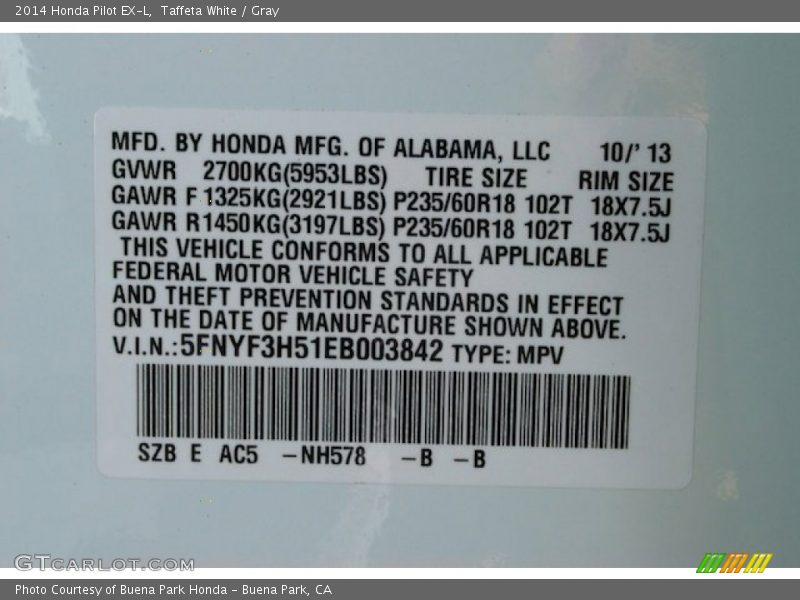 2014 Honda Pilot EX-L, Taffeta White / Gray
MFD. BY HONDA MFG. OF ALABAMA, LLC 10/'13
GVWR 2700KG(5953LBS) TIRE SIZE RIM SIZE
GAWR F 1325KG(2921LBS) P235/60R18 102T 18X7.5J
GAWR R1450KG(3197LBS) P235/60R18 102T 18X7.5J
THIS VEHICLE CONFORMS TO ALL APPLICABLE
FEDERAL MOTOR VEHICLE SAFETY
AND THEFT PREVENTION STANDARDS IN EFFECT
ON THE DATE OF MANUFACTURE SHOWN ABOVE.
V.I.N.:5FNYF3H51EB003842 TYPE: MPV
SZB E AC5 -NH578 -B -B
GTCARLOT.COM
Photo Courtesy of Buena Park Honda - Buena Park, CA